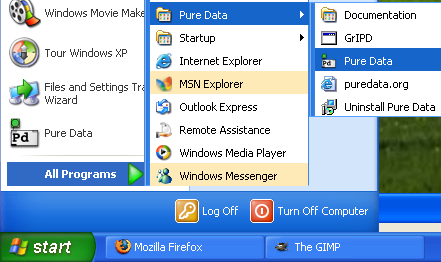 Windows Movie Make
Tour Windows XP
Files and Settings Tra
Wizard
Pd
Pure Data
All Programs
Pure Data
Startup
Internet Explorer
MSN Explorer
Outlook Express
Remote Assistance
Windows Media Player
Windows Messenger
Documentation
GrIPD
Pd
Pure Data
puredata.org
Uninstall Pure Data
Log Off
Turn Off Computer
start
Mozilla Firefox
The GIMP